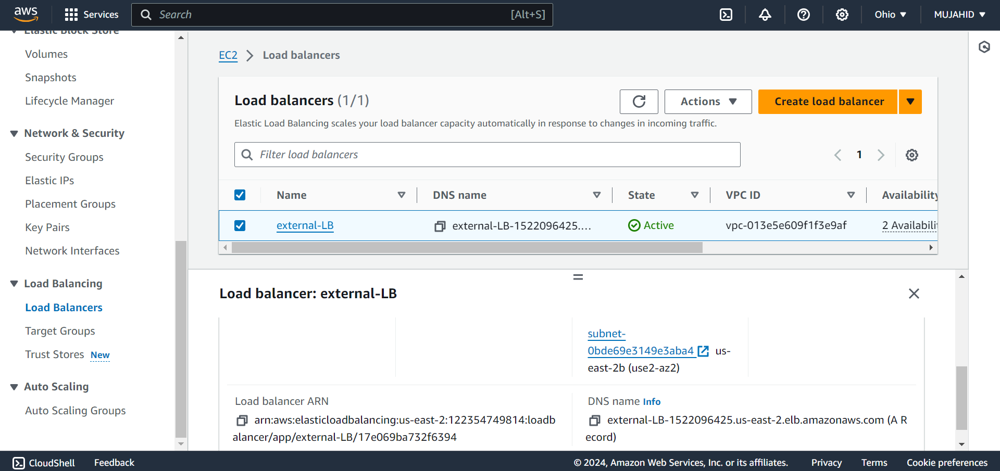 aws
Services
Search
[Alt+S]
Ohio
MUJAHID
Elastic Block Store
Volumes
Snapshots
Lifecycle Manager
Network & Security
Security Groups
Elastic IPs
Placement Groups
Key Pairs
Network Interfaces
Load Balancing
Load Balancers
Target Groups
Trust Stores New
Auto Scaling
Auto Scaling Groups
EC2 Load balancers
Load balancers (1/1)
Actions
Create load balancer
Elastic Load Balancing scales your load balancer capacity automatically in response to changes in incoming traffic.
Filter load balancers
1
Name DNS name State VPC ID Availability
external-LB external-LB-1522096425.... Active vpc-013e5e609f1f3e9af 2 Availabili
Load balancer: external-LB
subnet-
0bde69e3149e3aba4 us-
east-2b (use2-az2)
Load balancer ARN
arn:aws:elasticloadbalancing:us-east-2:122354749814:loadb
alancer/app/external-LB/17e069ba732f6394
DNS name Info
external-LB-1522096425.us-east-2.elb.amazonaws.com (A R
ecord)
CloudShell
Feedback
© 2024, Amazon Web Services, Inc. or its affiliates.
Privacy
Terms
Cookie preferences